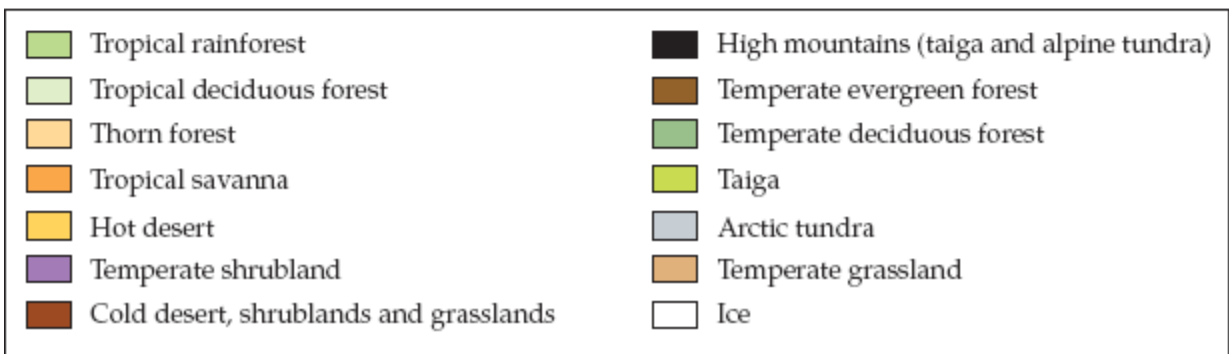 Tropical rainforest
Tropical deciduous forest
Thorn forest
Tropical savanna
Hot desert
Temperate shrubland
Cold desert, shrublands and grasslands
High mountains (taiga and alpine tundra)
Temperate evergreen forest
Temperate deciduous forest
Taiga
Arctic tundra
Temperate grassland
Ice